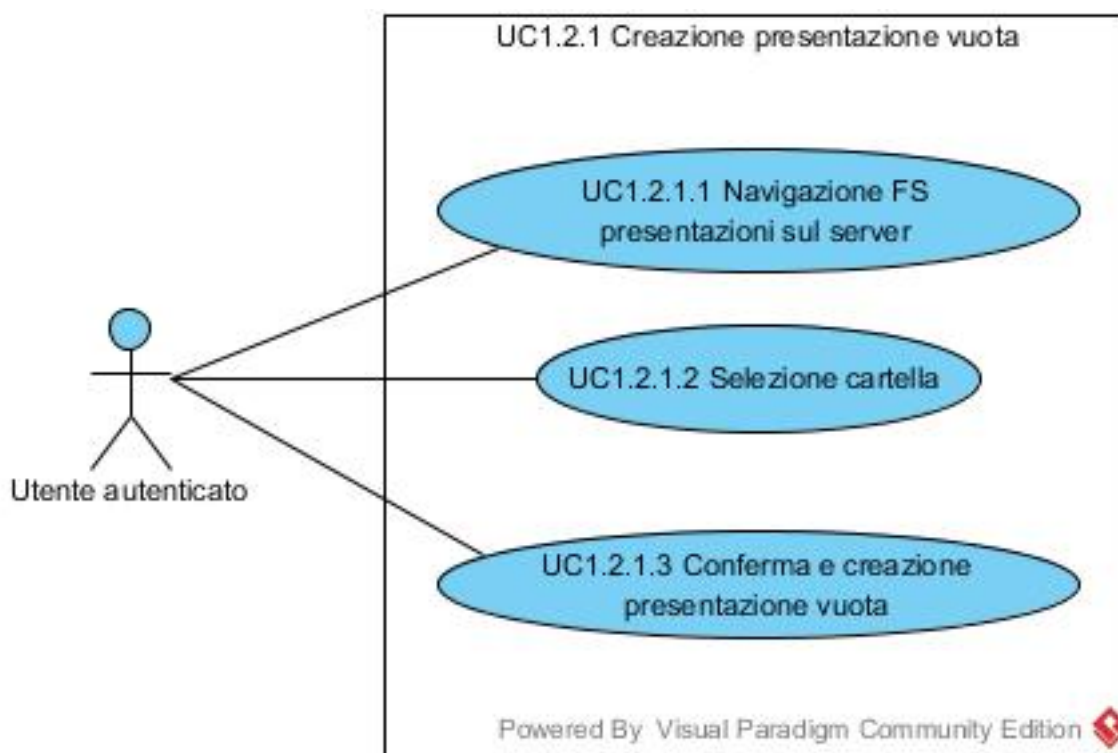 UC1.2.1 Creazione presentazione vuota
UC1.2.1.1 Navigazione FS
presentazioni sul server
UC1.2.1.2 Selezione cartella
Utente autenticato
UC1.2.1.3 Conferma e creazione
presentazione vuota
Powered By Visual Paradigm Community Edition